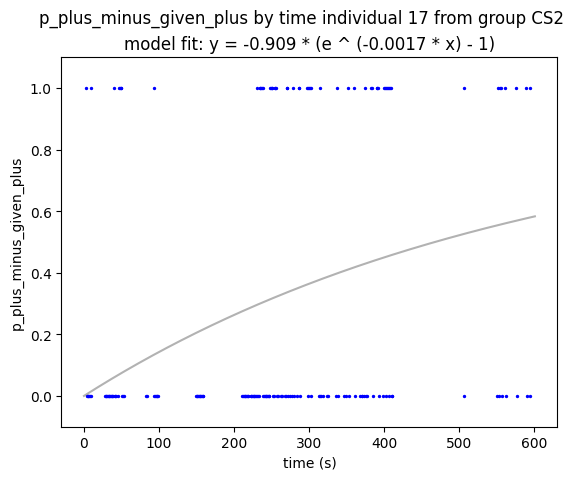 p_plus_minus_given_plus by time individual 17 from group CS2
model fit: y = -0.909 * (e ^ (-0.0017 * x) - 1)
p_plus_minus_given_plus
1.0
0.8
0.6
0.4
0.2
0.0
0 100 200 300 400 500 600
time (s)